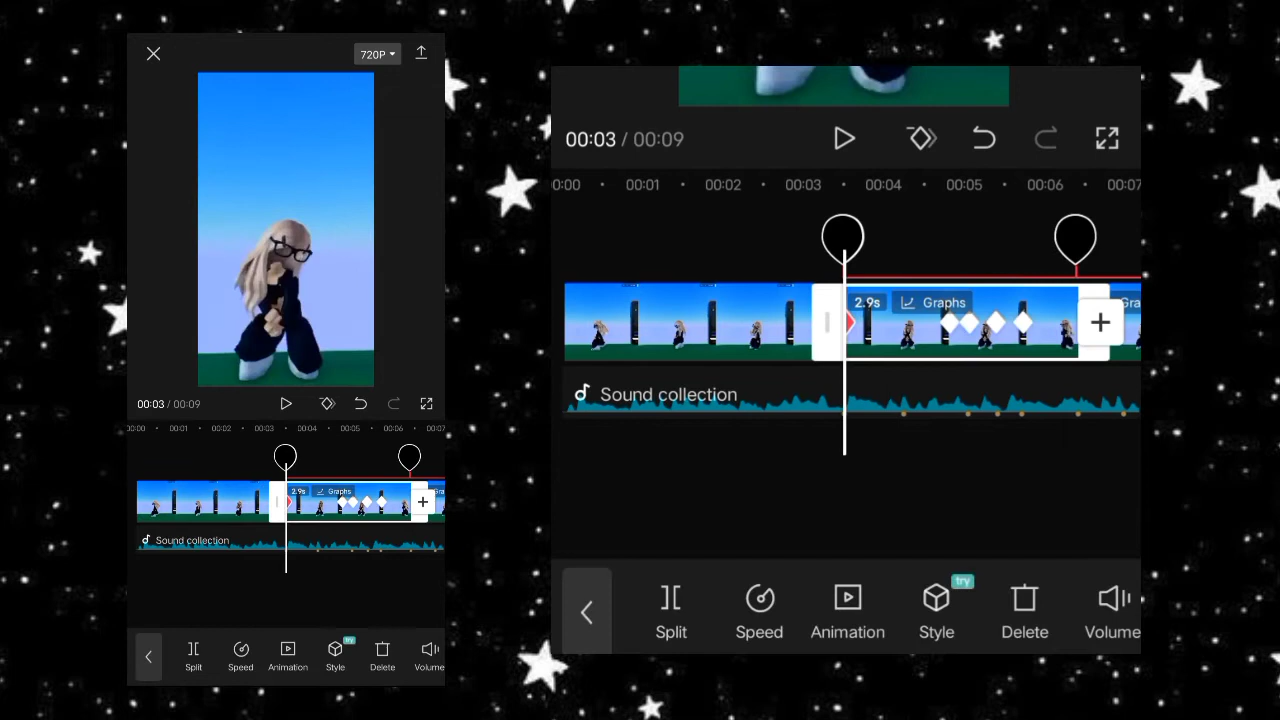 720P
00:03 / 00:09
00:00 00:01 00:02 00:03 00:04 00:05 00:06 00:07
2.9s Graphs Gra
Sound collection
try
Split Speed Animation Style Delete Volume
00:03 / 00:09
0:00 00:01 00:02 00:03 00:04 00:05 00:06 00:07
2.9s Graphs Gra
Sound collection
try
Split Speed Animation Style Delete Volume